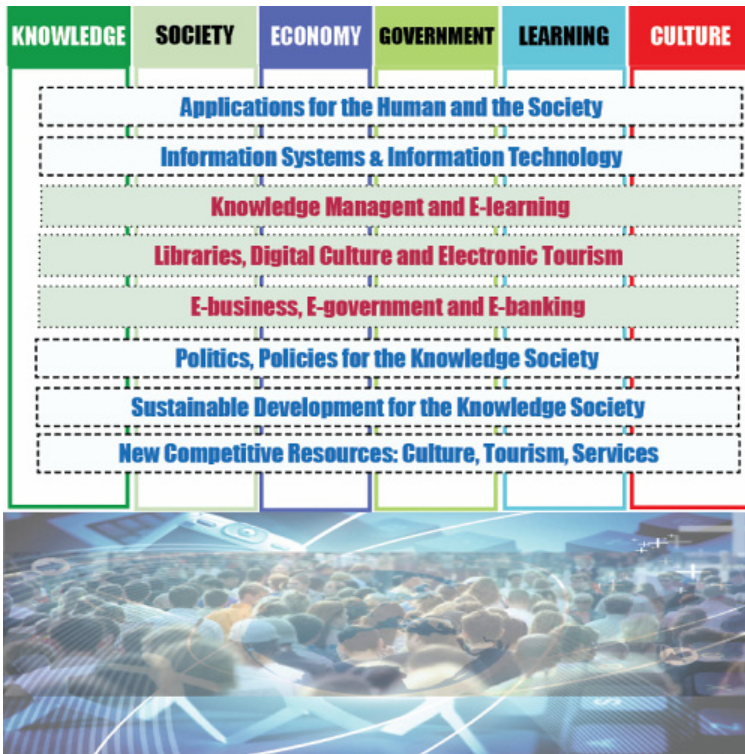 KNOWLEDGE SOCIETY ECONOMY GOVERNMENT LEARNING CULTURE
Applications for the Human and the Society
Information Systems & Information Technology
Knowledge Managent and E-learning
Libraries, Digital Culture and Electronic Tourism
E-business, E-government and E-banking
Politics, Policies for the Knowledge Society
Sustainable Development for the Knowledge Society
New Competitive Resources: Culture, Tourism, Services